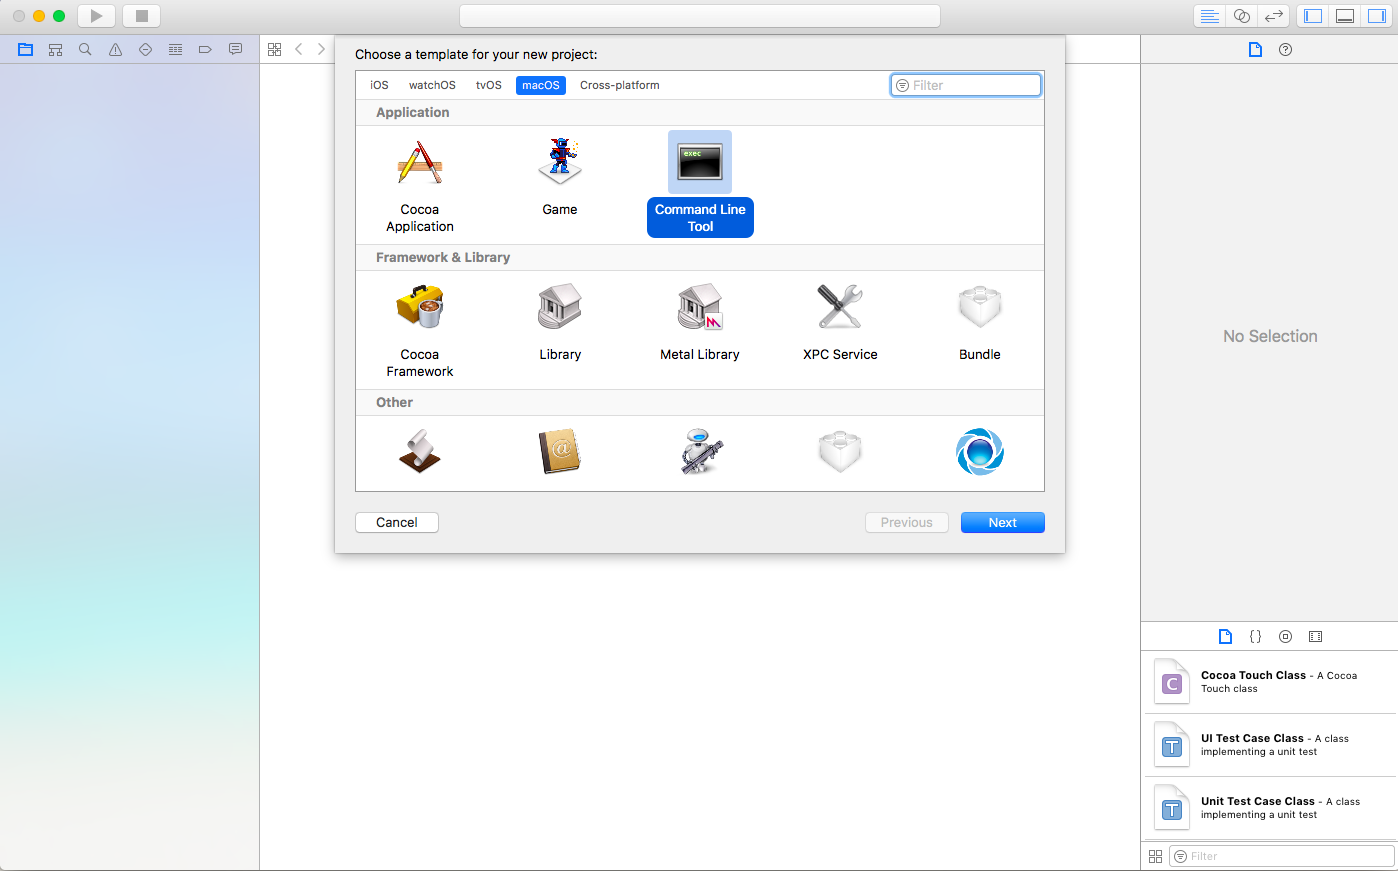 Choose a template for your new project:
iOS watchOS tvOS macOS Cross-platform Filter
Application
exec
Cocoa Application
Game
Command Line Tool
Framework & Library
Cocoa Framework
Library
Metal Library
XPC Service
Bundle
Other
@
Cancel
Previous
Next
No Selection
{}
C
Cocoa Touch Class - A Cocoa
Touch class
T
UI Test Case Class - A class
implementing a unit test
T
Unit Test Case Class - A class
implementing a unit test
Filter